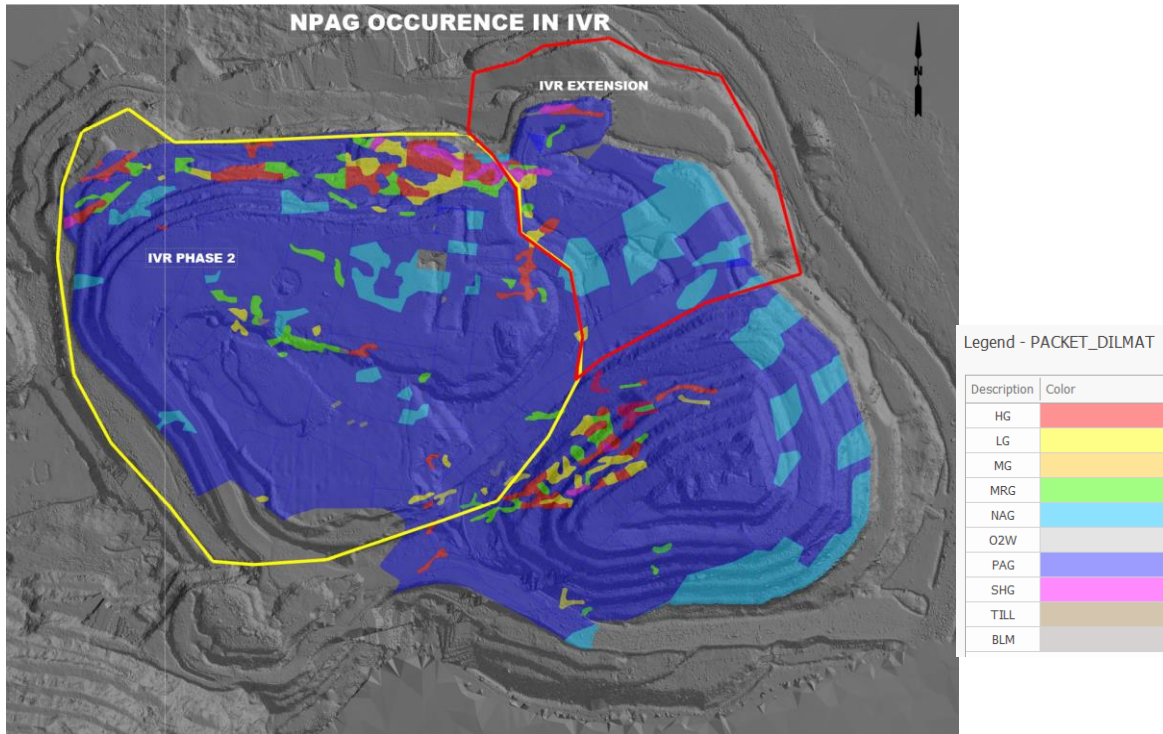 NPAG OCCURENCE IN IVR
IVR EXTENSION
N
IVR PHASE 2
Legend - PACKET_DILMAT
Description Color
HG
LG
MG
MRG
NAG
O2W
PAG
SHG
TILL
BLM